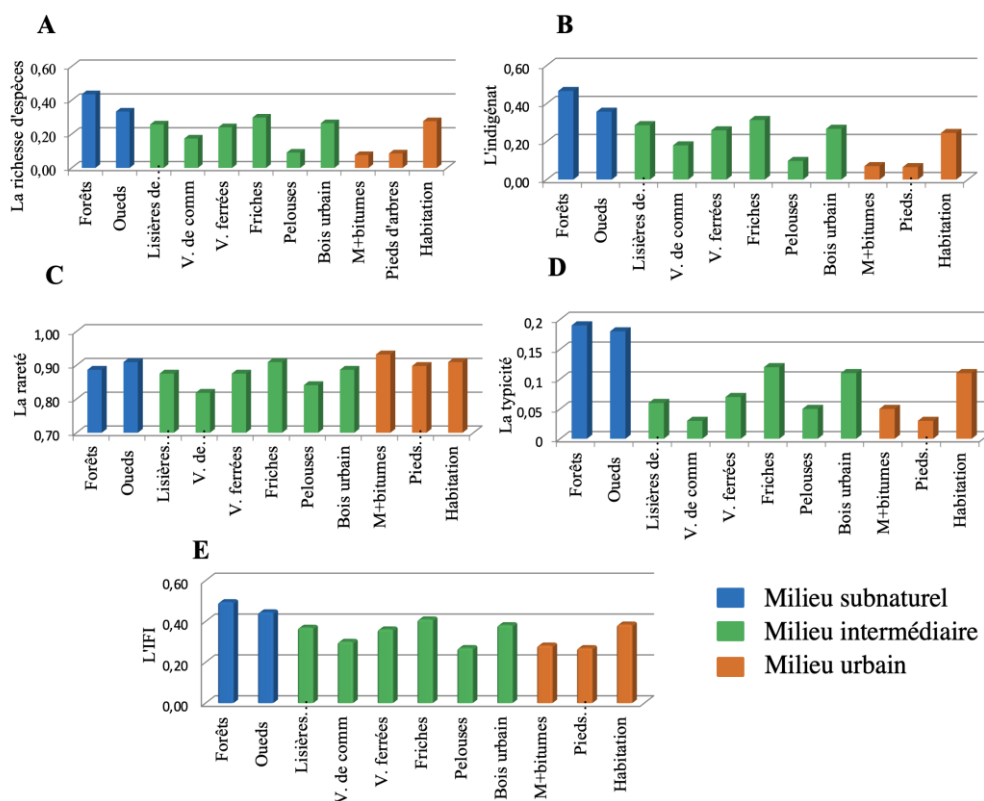 A
La richesse d'espèces
0,60
0,40
0,20
0,00
Forêts
Oueds
Lisières de...
V. de comm
V. ferrées
Friches
Pelouses
Bois urbain
M+bitumes
Pieds d'arbres
Habitation
B
L'indigénat
0,60
0,40
0,20
0,00
Forêts
Oueds
Lisières de...
V. de comm
V. ferrées
Friches
Pelouses
Bois urbain
M+bitumes
Pieds...
Habitation
C
La rareté
1,00
0,90
0,80
0,70
Forêts
Oueds
Lisières...
V. de...
V. ferrées
Friches
Pelouses
Bois urbain
M+bitumes
Pieds...
Habitation
D
La typicité
0,2
0,15
0,1
0,05
0
Forêts
Oueds
Lisières de...
V. de comm
V. ferrées
Friches
Pelouses
Bois urbain
M+bitumes
Pieds...
Habitation
E
L'IFI
0,60
0,40
0,20
0,00
Forêts
Oueds
Lisières...
V. de comm
V. ferrées
Friches
Pelouses
Bois urbain
M+bitumes
Pieds...
Habitation
Milieu subnaturel
Milieu intermédiaire
Milieu urbain